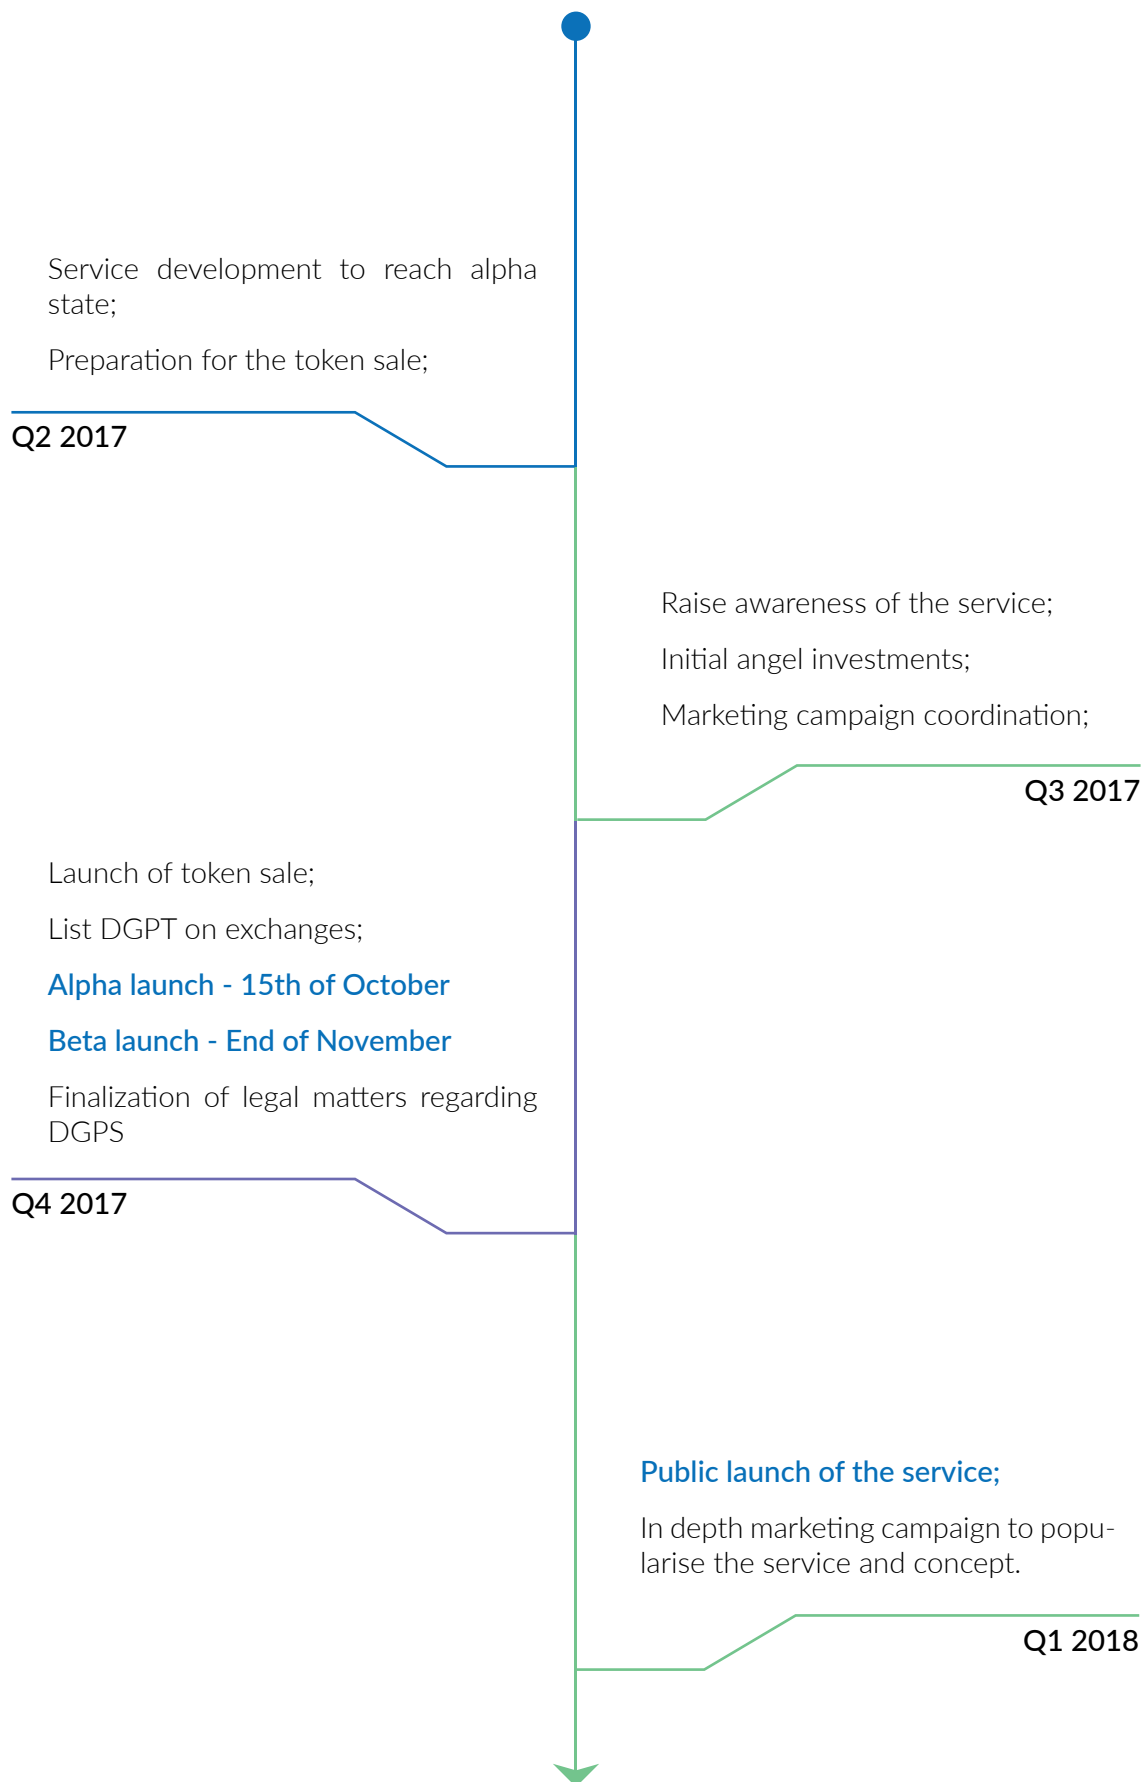 Service development to reach alpha
state;
Preparation for the token sale;
Q2 2017
Raise awareness of the service;
Initial angel investments;
Marketing campaign coordination;
Q3 2017
Launch of token sale;
List DGPT on exchanges;
Alpha launch - 15th of October
Beta launch - End of November
Finalization of legal matters regarding
DGPS
Q4 2017
Public launch of the service;
In depth marketing campaign to popu-
larise the service and concept.
Q1 2018